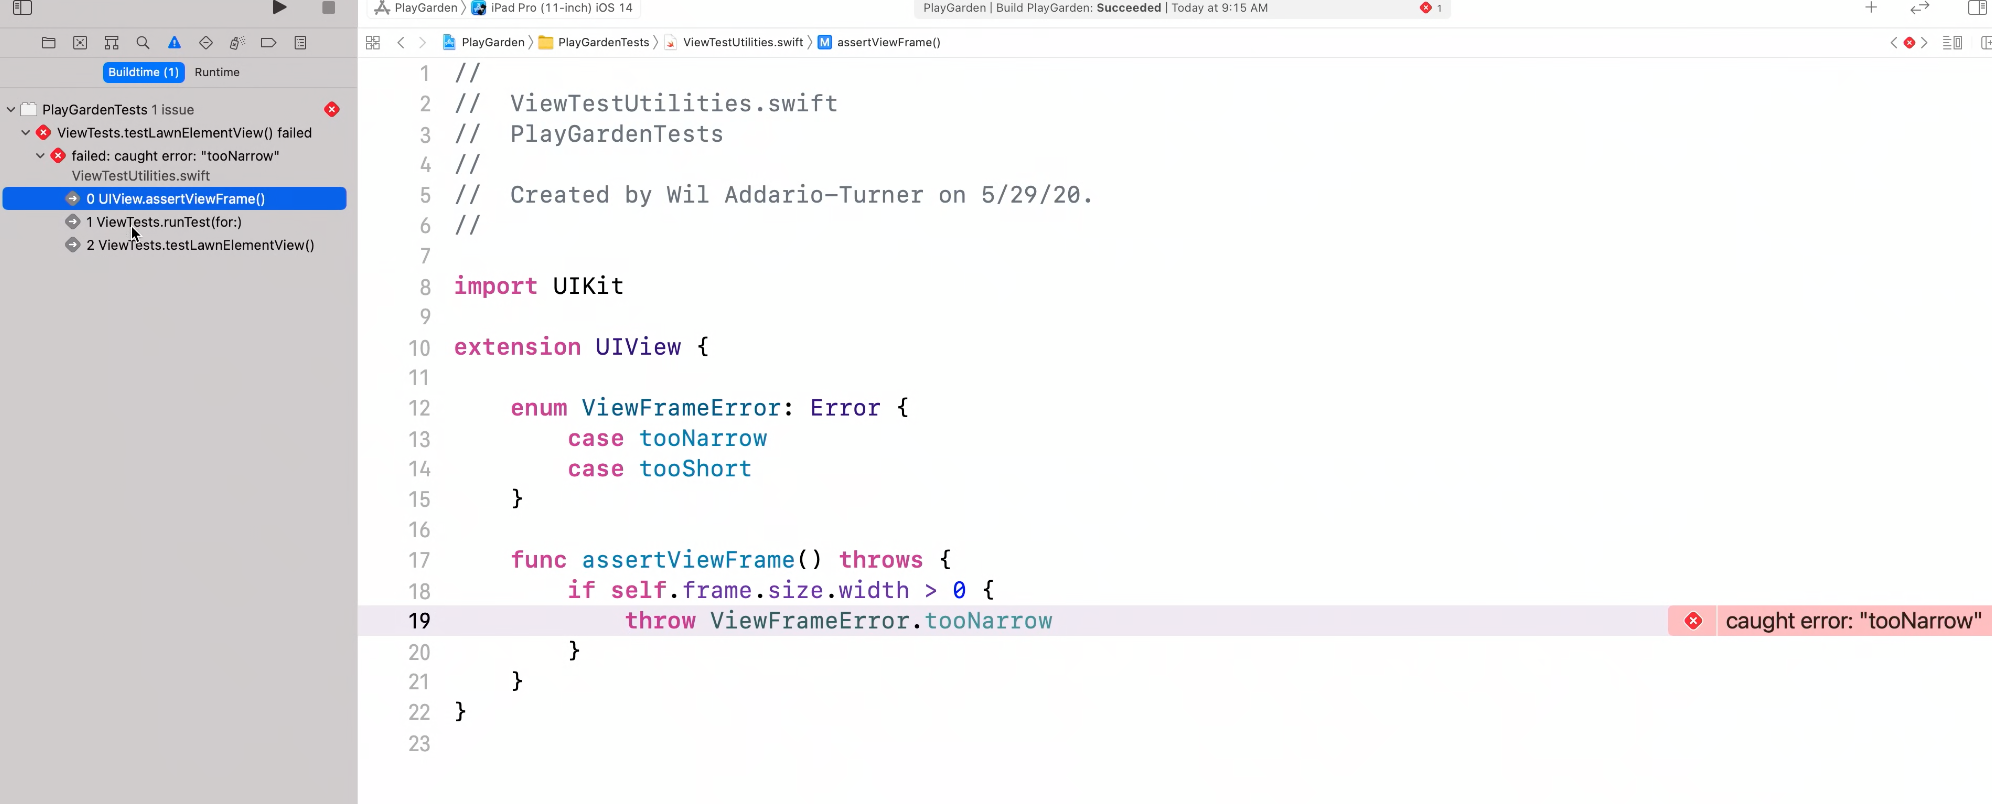 PlayGarden 〉 iPad Pro (11-inch) iOS 14
PlayGarden | Build PlayGarden: Succeeded | Today at 9:15 AM
1
PlayGarden 〉 PlayGardenTests 〉 ViewTestUtilities.swift 〉 M assertViewFrame()
Buildtime (1) Runtime
PlayGardenTests 1 issue
ViewTests.testLawnElementView() failed
failed: caught error: "tooNarrow"
ViewTestUtilities.swift
0 UIView.assertViewFrame()
1 ViewTests.runTest(for:)
2 ViewTests.testLawnElementView()
1 //
2 //  ViewTestUtilities.swift
3 //  PlayGardenTests
4 //
5 //  Created by Wil Addario-Turner on 5/29/20.
6 //
7
8 import UIKit
9
10 extension UIView {
11
12     enum ViewFrameError: Error {
13         case tooNarrow
14         case tooShort
15     }
16
17     func assertViewFrame() throws {
18         if self.frame.size.width > 0 {
19             throw ViewFrameError.tooNarrow
caught error: "tooNarrow"
20         }
21     }
22 }
23